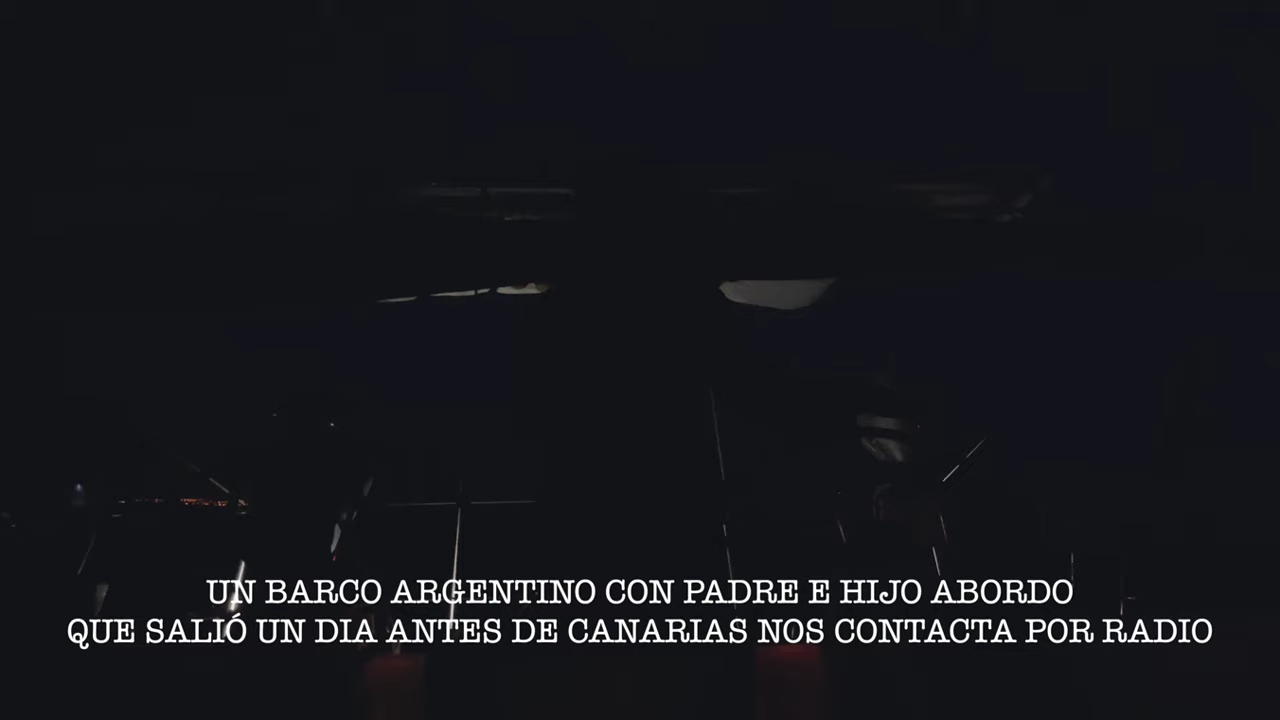 UN BARCO ARGENTINO CON PADRE E HIJO ABORDO
QUE SALIÓ UN DIA ANTES DE CANARIAS NOS CONTACTA POR RADIO